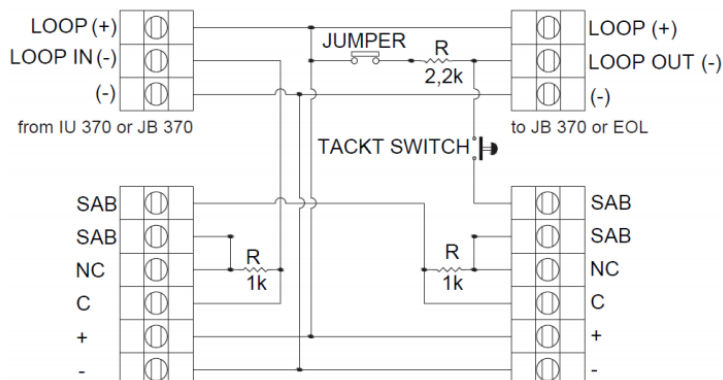 LOOP (+)
LOOP IN (-)
(-)
from IU 370 or JB 370
JUMPER
R
2,2k
LOOP (+)
LOOP OUT (-)
(-)
to JB 370 or EOL
TACKT SWITCH
SAB
SAB
NC
C
+
-
R
1k
R
1k
SAB
SAB
NC
C
+
-